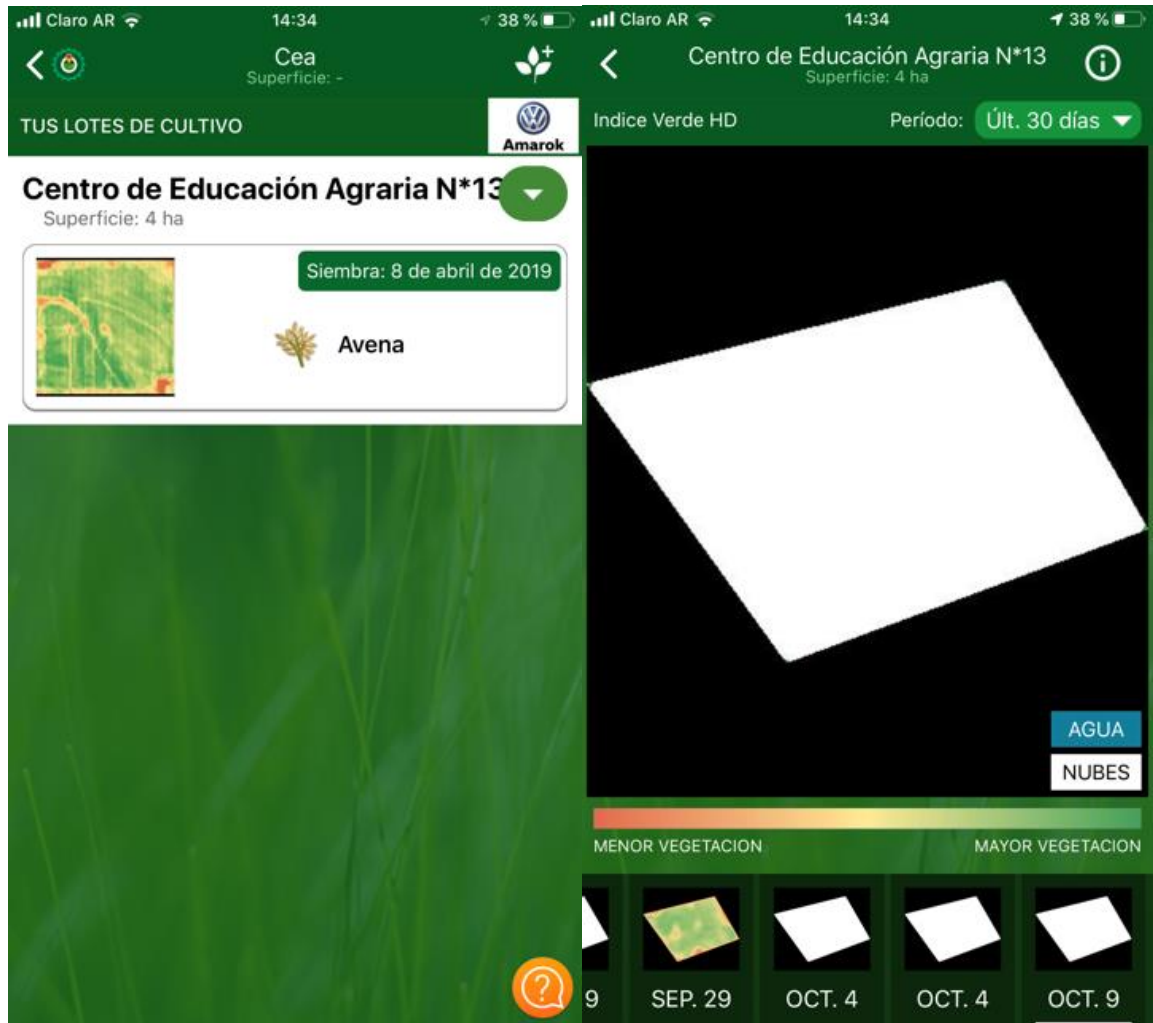 Claro AR 14:34 38 %
Cea
Superficie: -
TUS LOTES DE CULTIVO
Amarok
Centro de Educación Agraria N*13
Superficie: 4 ha
Siembra: 8 de abril de 2019
Avena
Claro AR 14:34 38 %
Centro de Educación Agraria N*13
Superficie: 4 ha
Indice Verde HD Período: Últ. 30 días
AGUA
NUBES
MENOR VEGETACION MAYOR VEGETACION
9 SEP. 29 OCT. 4 OCT. 4 OCT. 9